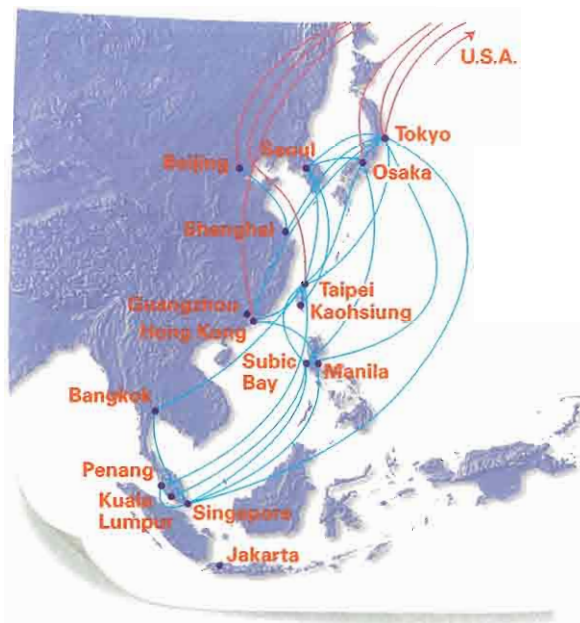 U.S.A.
Tokyo
Seoul
Beijing
Osaka
Shanghai
Taipei
Kaohsiung
Guangzhou
Hong Kong
Subic
Bay
Manila
Bangkok
Penang
Kuala
Lumpur
Singapore
Jakarta